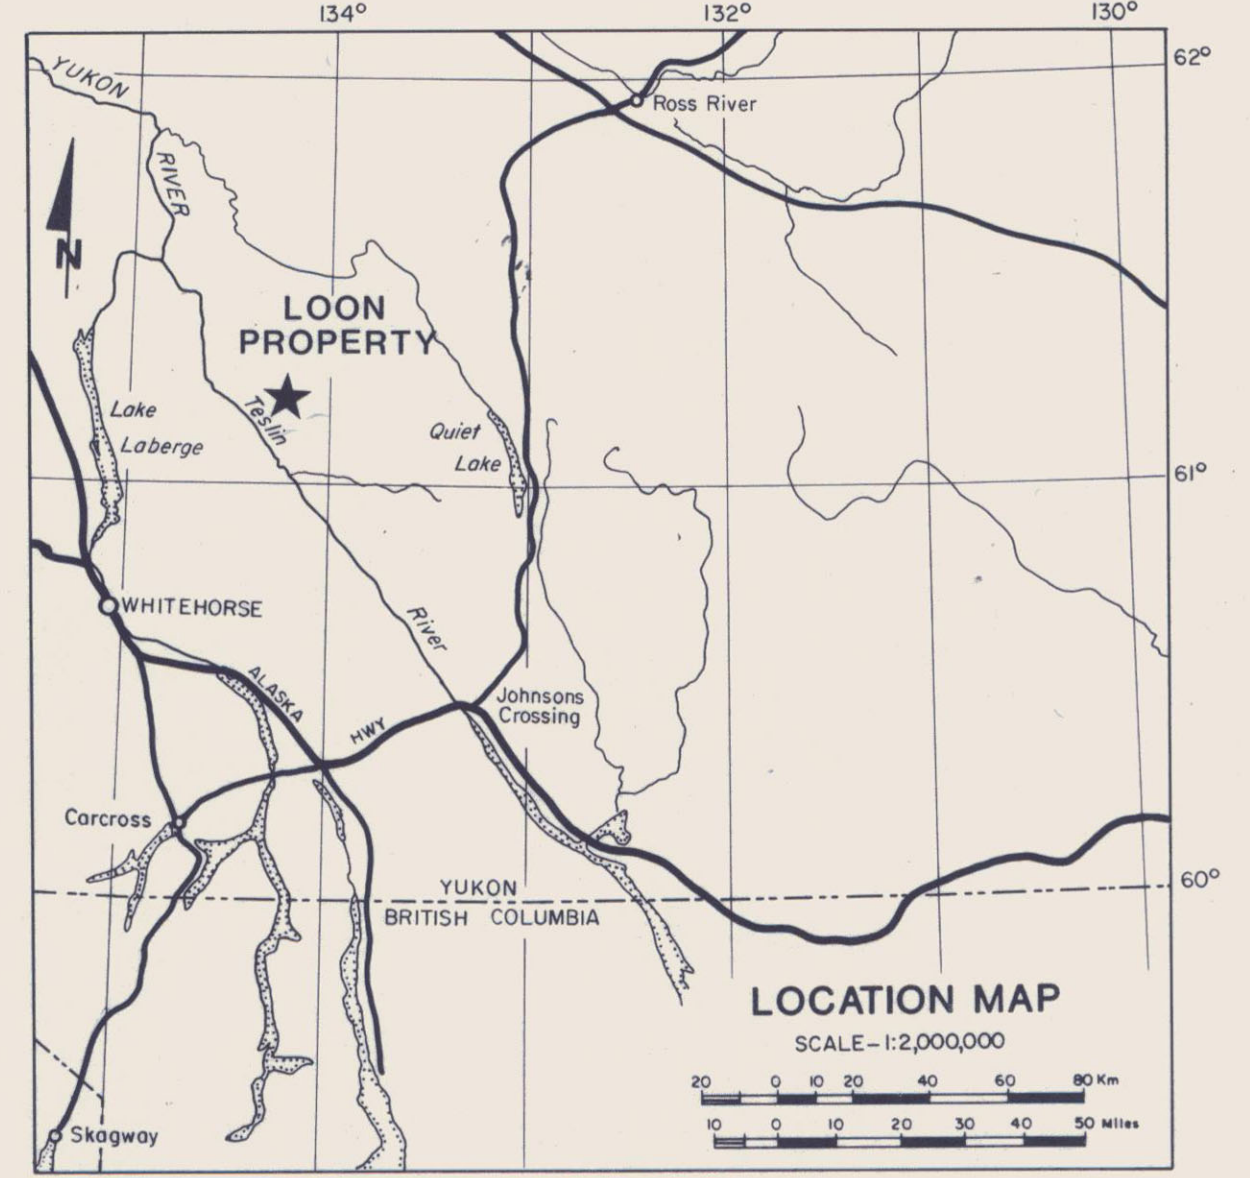 134° 132° 130°
62°
YUKON
Ross River
RIVER
N
LOON
PROPERTY
Lake
Laberge
Teslin
Quiet
Lake
61°
WHITEHORSE
River
ALASKA
HWY
Johnsons
Crossing
Carcross
60°
YUKON
BRITISH COLUMBIA
LOCATION MAP
SCALE-1:2,000,000
20 0 10 20 40 60 80 Km
10 0 10 20 30 40 50 Miles
Skagway